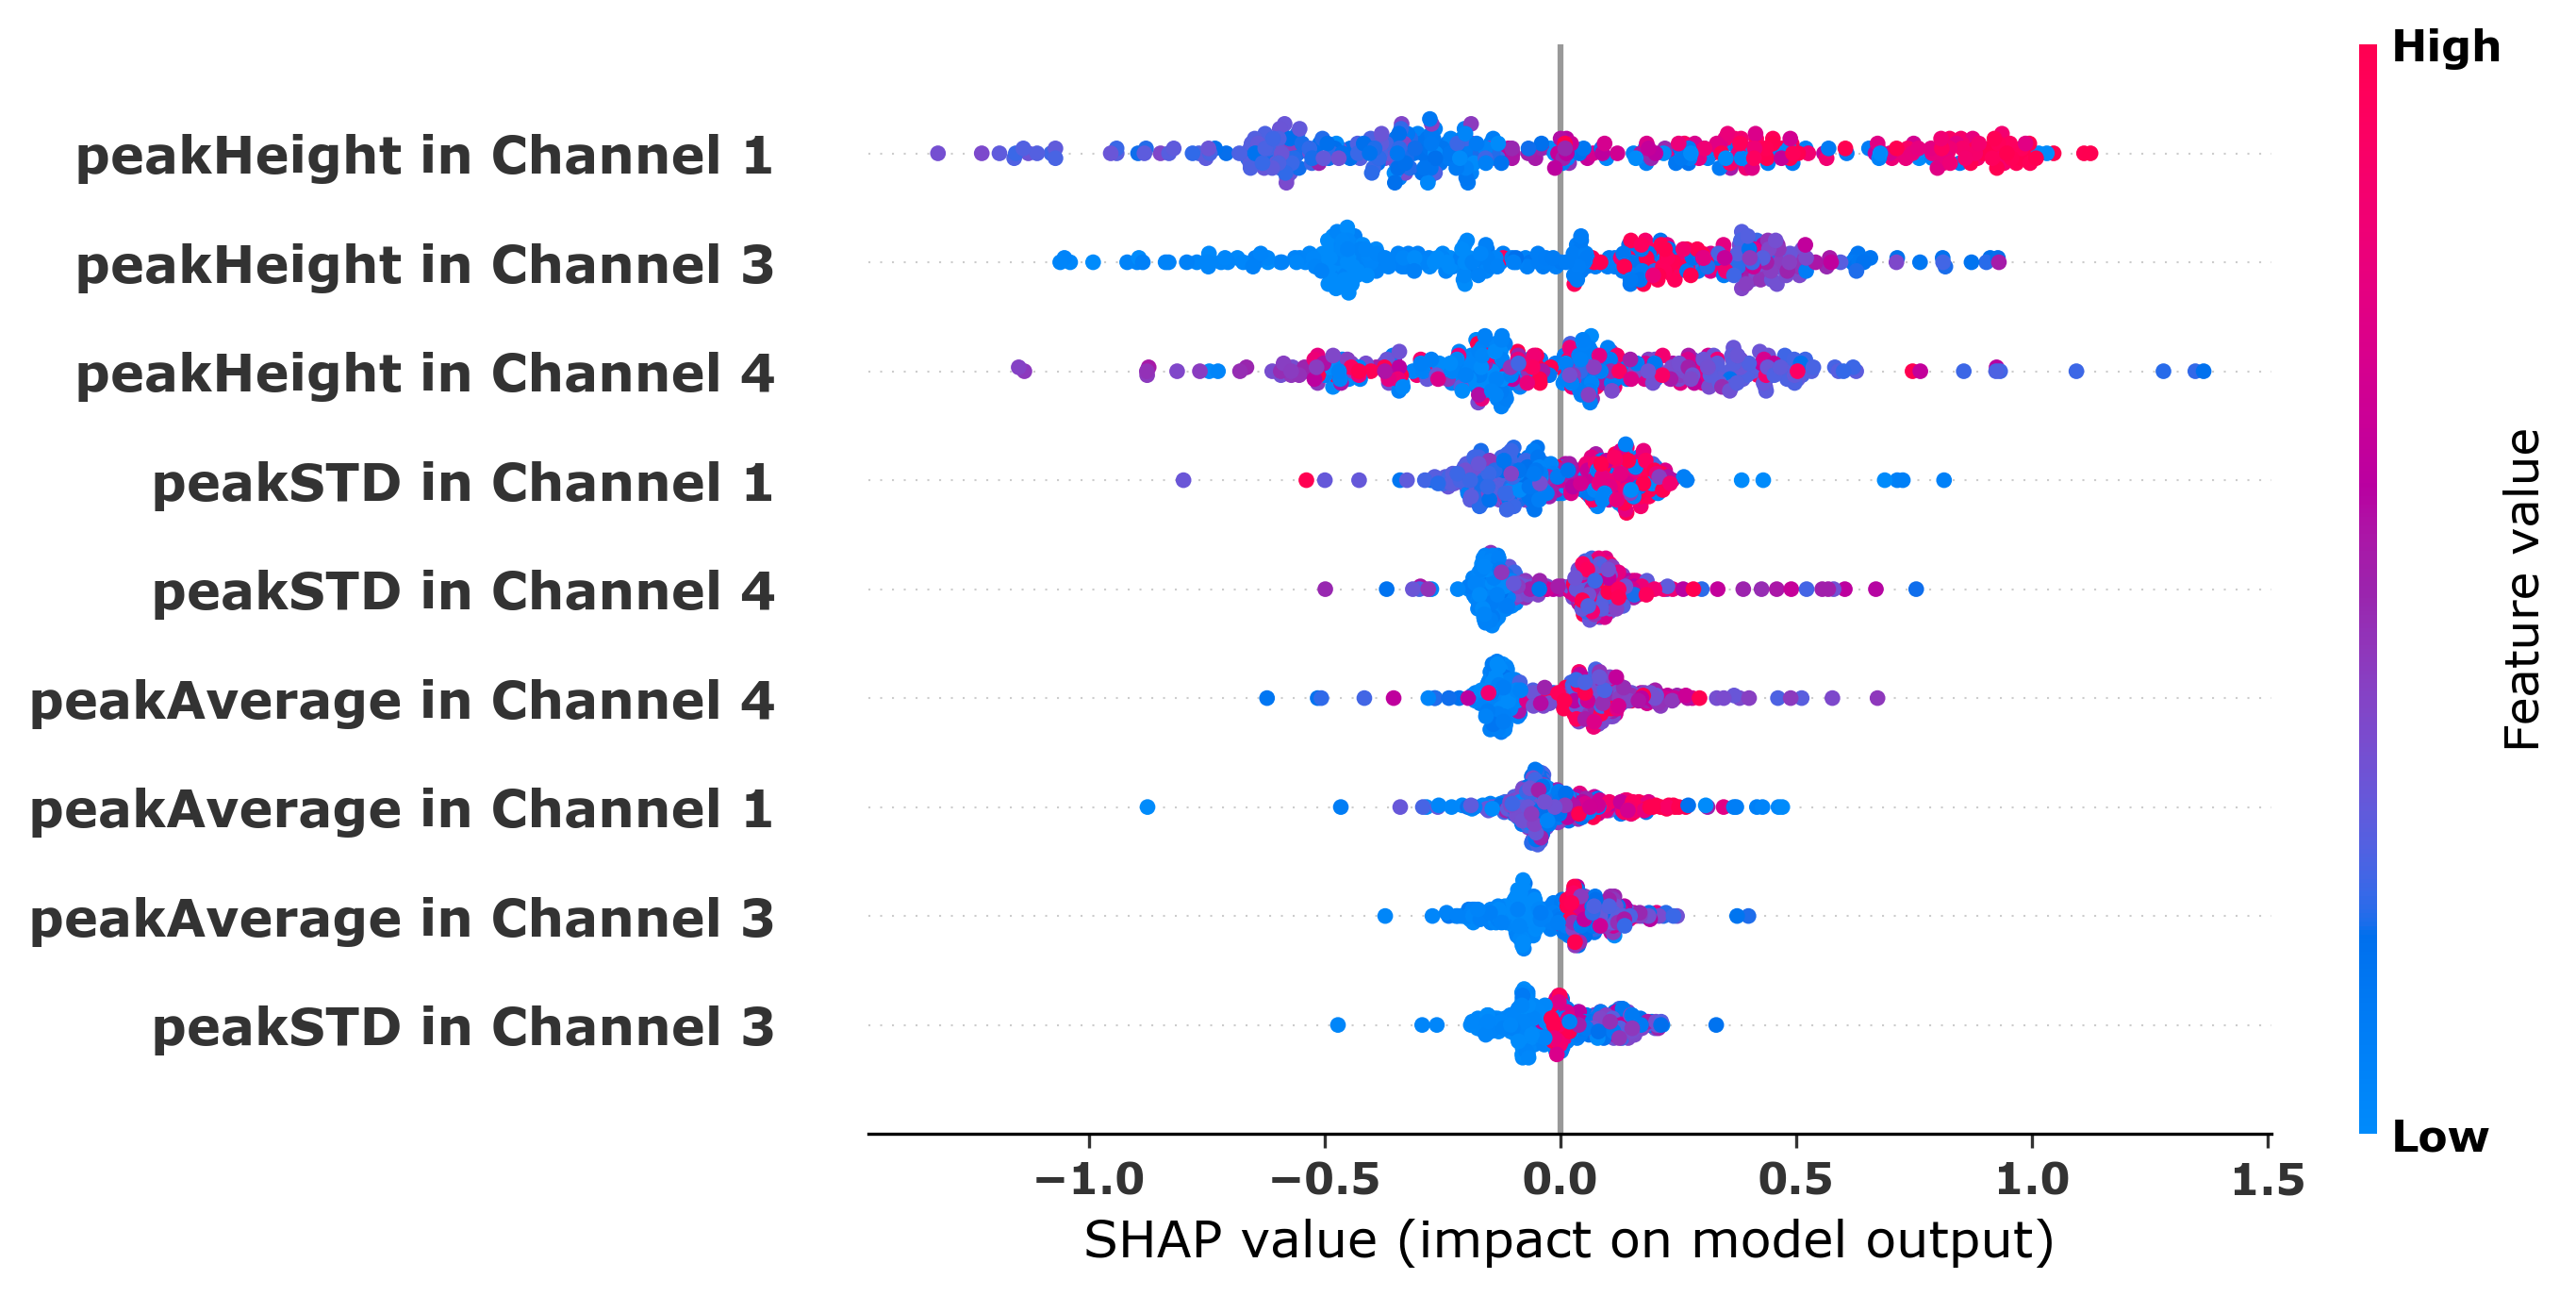 High
peakHeight in Channel 1
peakHeight in Channel 3
peakHeight in Channel 4
peakSTD in Channel 1
peakSTD in Channel 4
peakAverage in Channel 4
peakAverage in Channel 1
peakAverage in Channel 3
peakSTD in Channel 3
Feature value
Low
−1.0 −0.5 0.0 0.5 1.0 1.5
SHAP value (impact on model output)